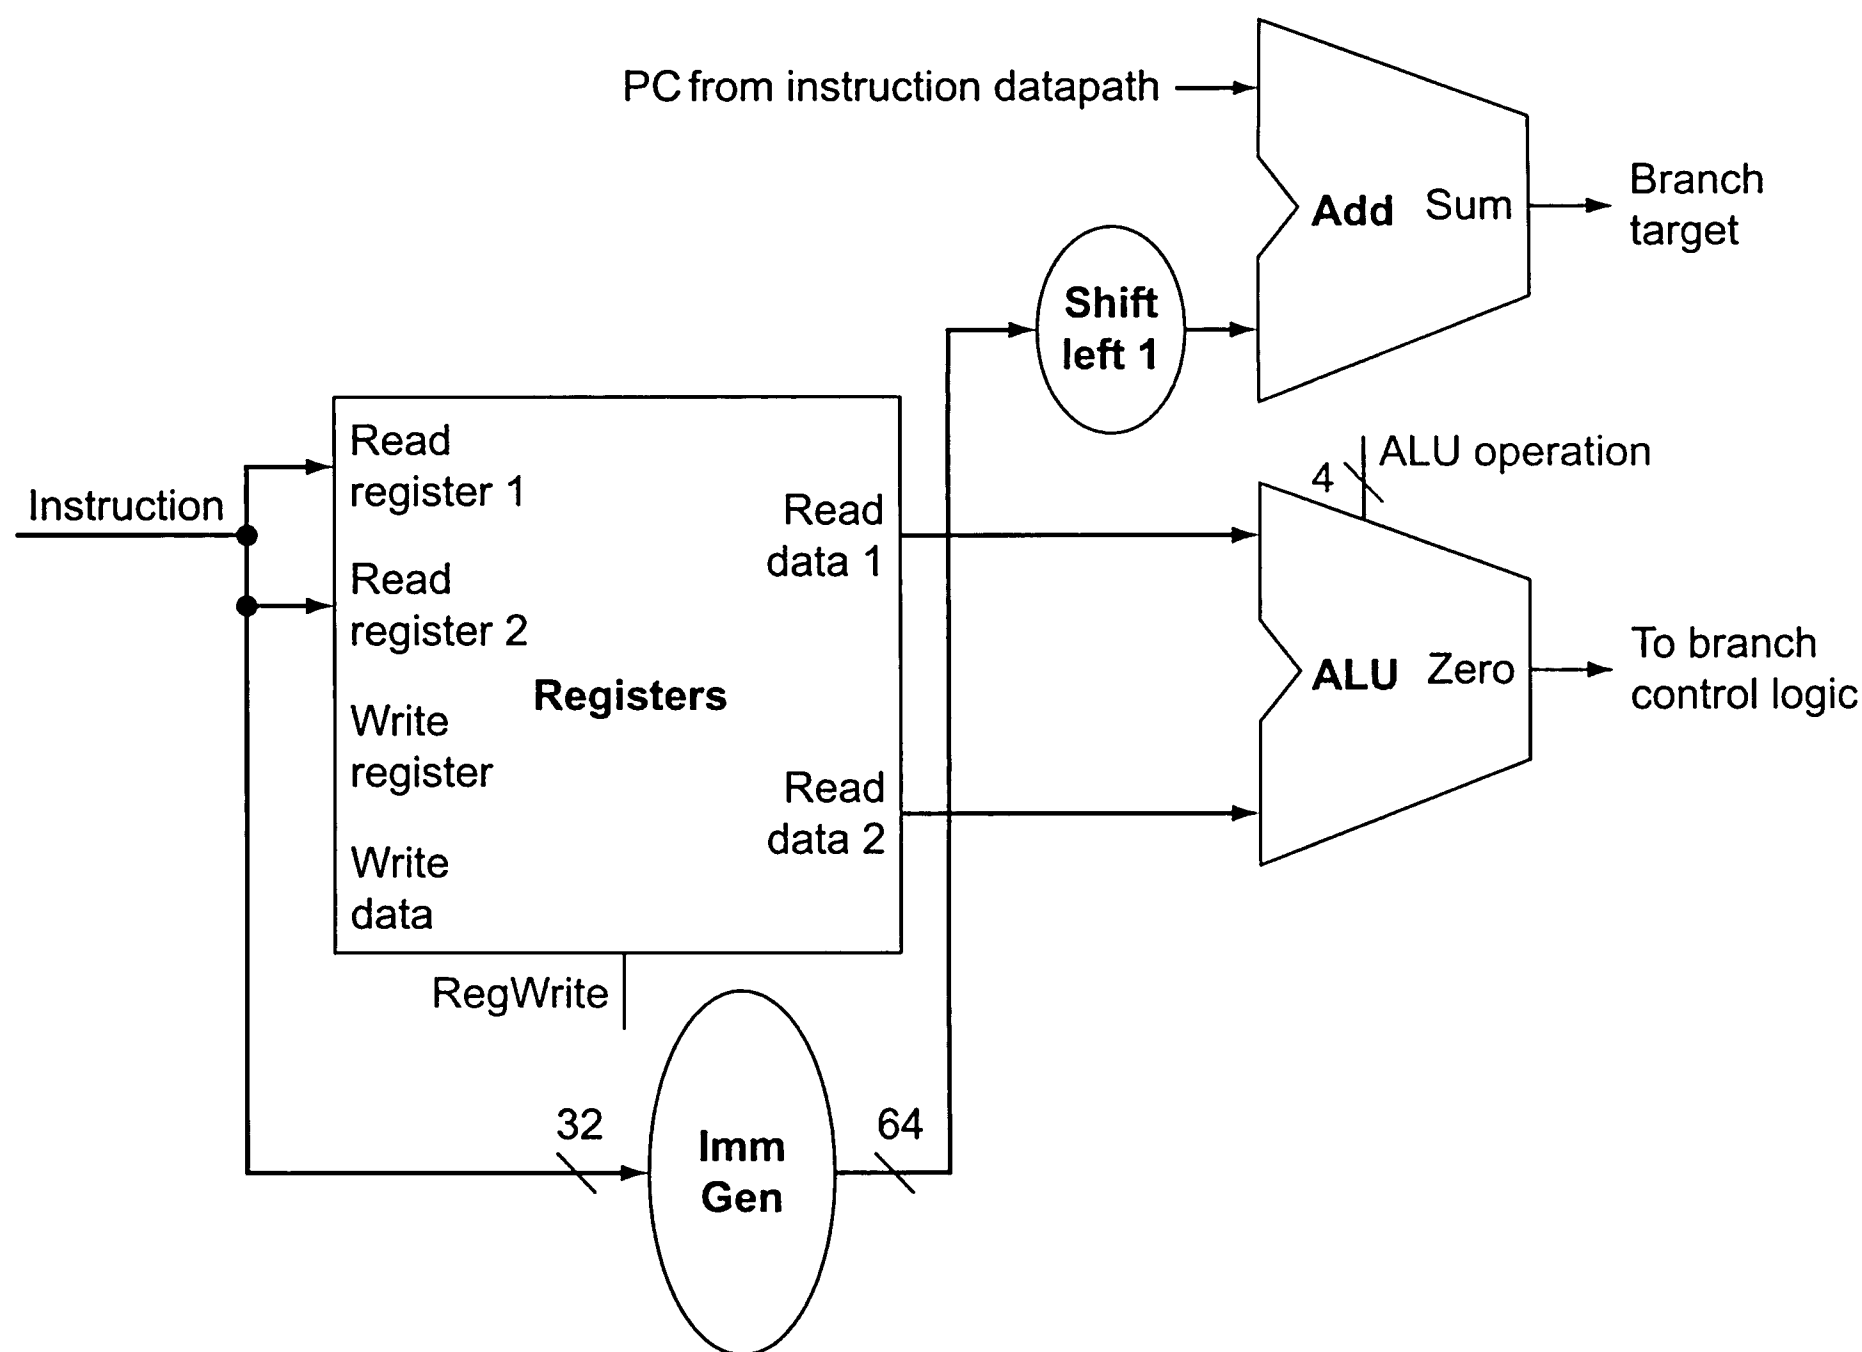 PC from instruction datapath
Branch
target
Add
Sum
Shift
left 1
Instruction
Read
register 1
Read
register 2
Write
register
Write
data
Registers
Read
data 1
Read
data 2
RegWrite
4
ALU operation
ALU
Zero
To branch
control logic
32
Imm
Gen
64